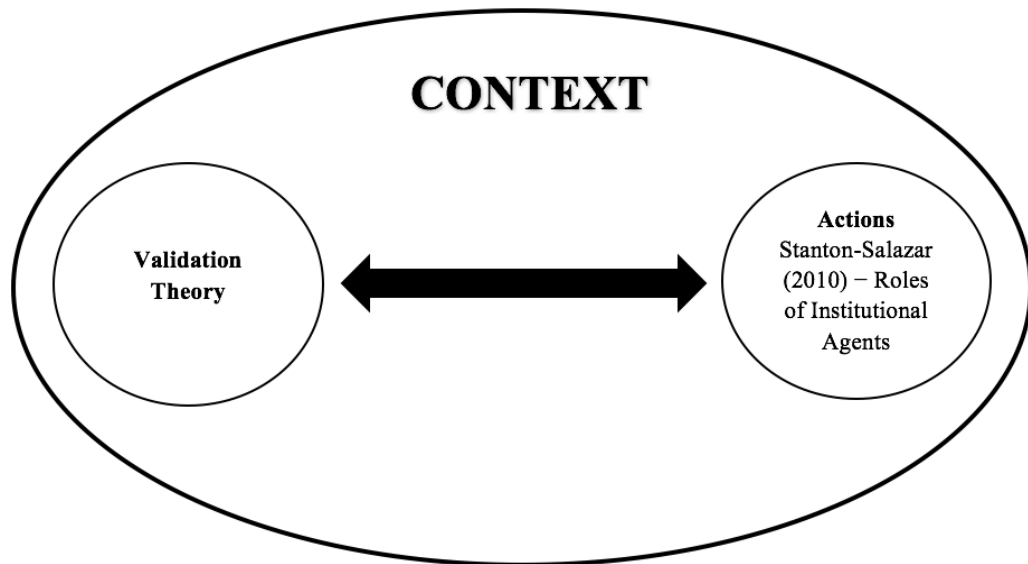 CONTEXT
Validation
Theory
Actions
Stanton-Salazar
(2010) − Roles
of Institutional
Agents